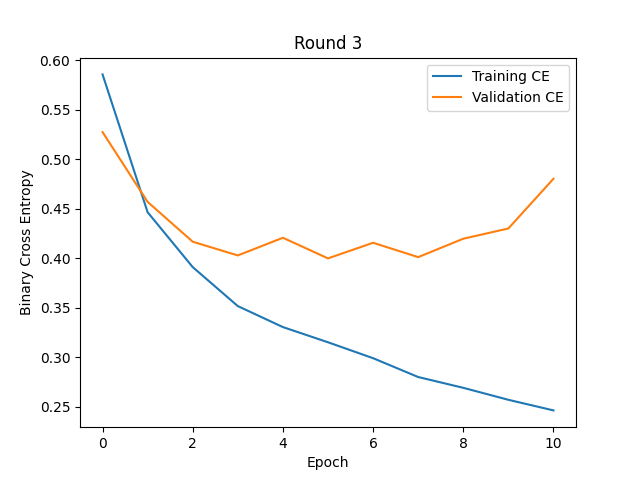 Round 3
Training CE
Validation CE
0.60
0.55
0.50
0.45
0.40
0.35
0.30
0.25
Binary Cross Entropy
0 2 4 6 8 10
Epoch